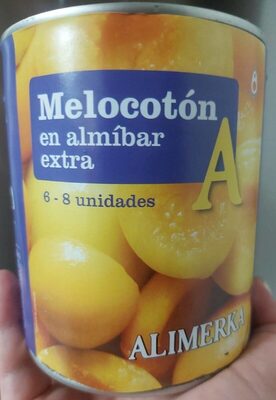 Melocotón
en almíbar
extra
6-8 unidades
A
ALIMERKA